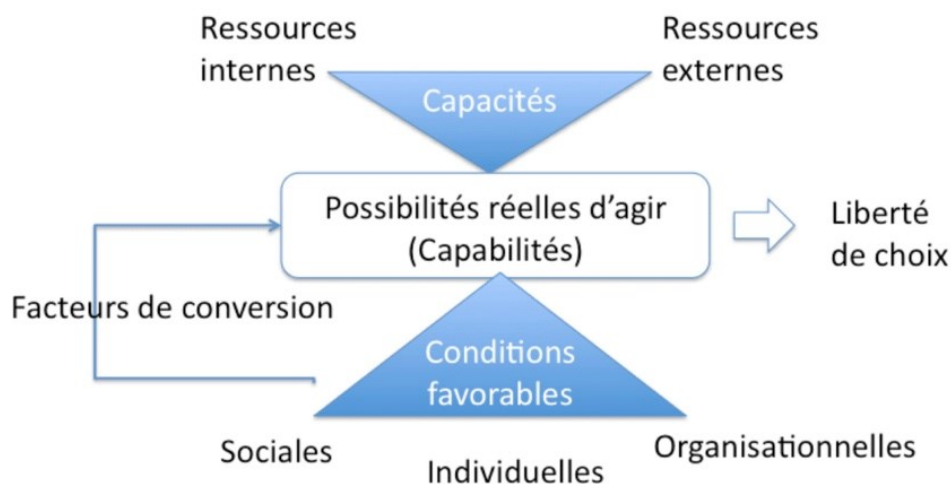 Ressources
internes
Ressources
externes
Capacités
Possibilités réelles d'agir
(Capabilités)
Liberté
de choix
Facteurs de conversion
Conditions
favorables
Sociales
Individuelles
Organisationnelles